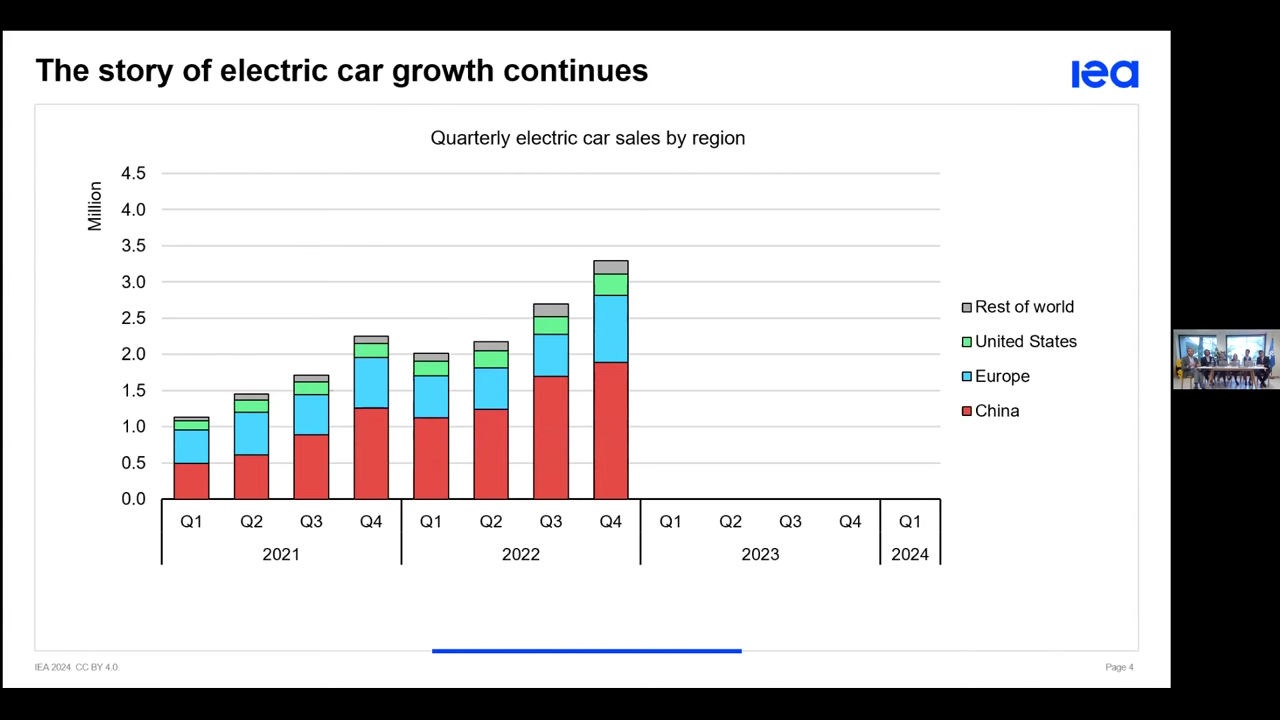 The story of electric car growth continues
iea
Quarterly electric car sales by region
Million
4.5
4.0
3.5
3.0
2.5
2.0
1.5
1.0
0.5
0.0
Rest of world
United States
Europe
China
Q1 Q2 Q3 Q4 Q1 Q2 Q3 Q4 Q1 Q2 Q3 Q4 Q1
2021 2022 2023 2024
IEA 2024. CC BY 4.0.
Page 4